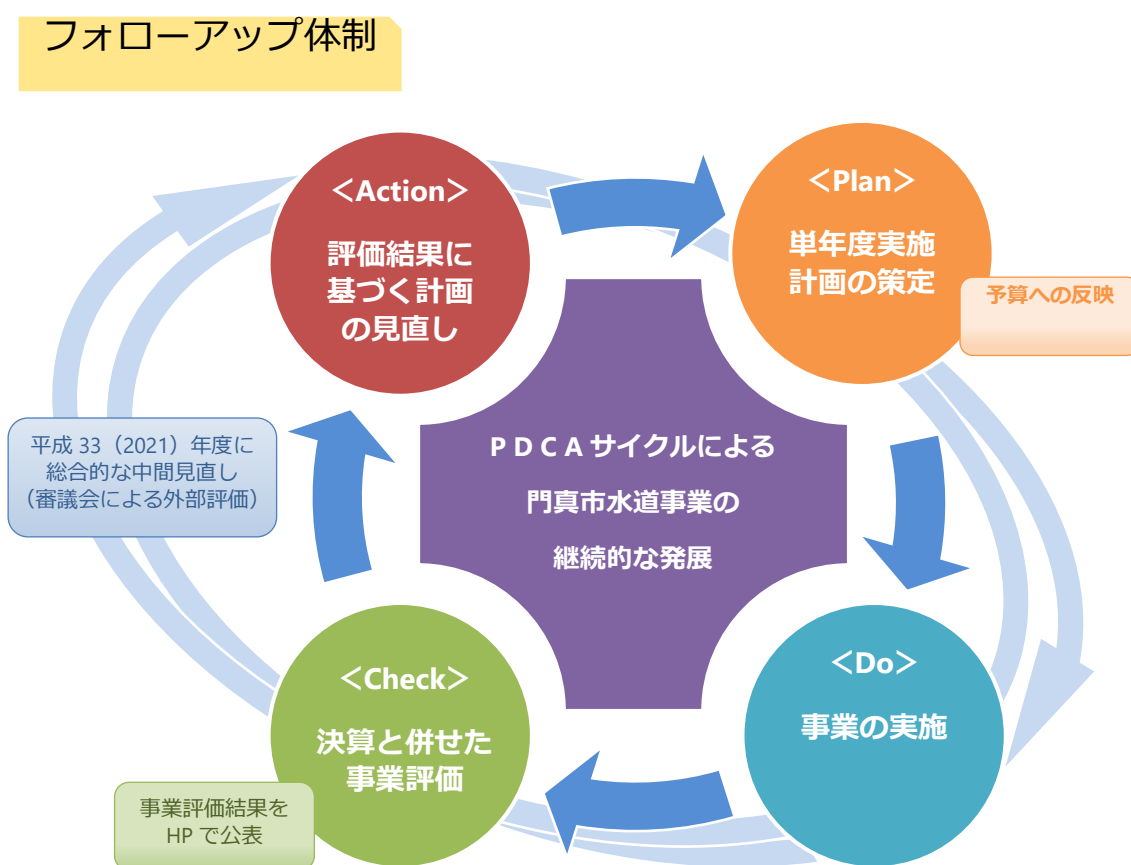 フォローアップ体制
＜Action＞
評価結果に
基づく計画
の見直し
＜Plan＞
単年度実施
計画の策定
予算への反映
平成 33（2021）年度に
総合的な中間見直し
（審議会による外部評価）
P D C A サイクルによる
門真市水道事業の
継続的な発展
＜Check＞
決算と併せた
事業評価
＜Do＞
事業の実施
事業評価結果を
HP で公表